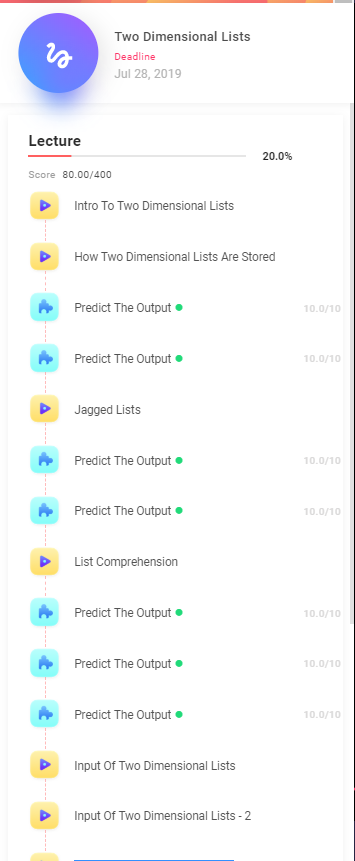 Two Dimensional Lists
Deadline
Jul 28, 2019
Lecture
20.0%
Score 80.00/400
Intro To Two Dimensional Lists
How Two Dimensional Lists Are Stored
Predict The Output 10.0/10
Predict The Output 10.0/10
Jagged Lists
Predict The Output 10.0/10
Predict The Output 10.0/10
List Comprehension
Predict The Output 10.0/10
Predict The Output 10.0/10
Predict The Output 10.0/10
Input Of Two Dimensional Lists
Input Of Two Dimensional Lists - 2